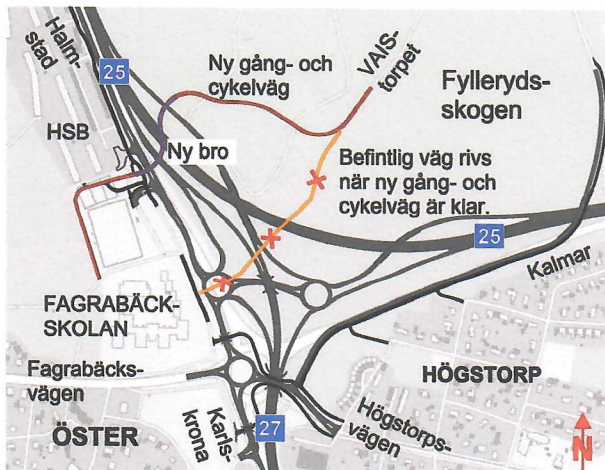 Halm-
stad
25
Ny gång- och
cykelväg
VAIS-
torpet
Fylleryds-
skogen
HSB
Ny bro
Befintlig väg rivs
när ny gång- och
cykelväg är klar.
25
Kalmar
FAGRABÄCK-
SKOLAN
Fagrabäcks-
vägen
HÖGSTORP
ÖSTER
Karls-
krona
27
Högstorps-
vägen
N